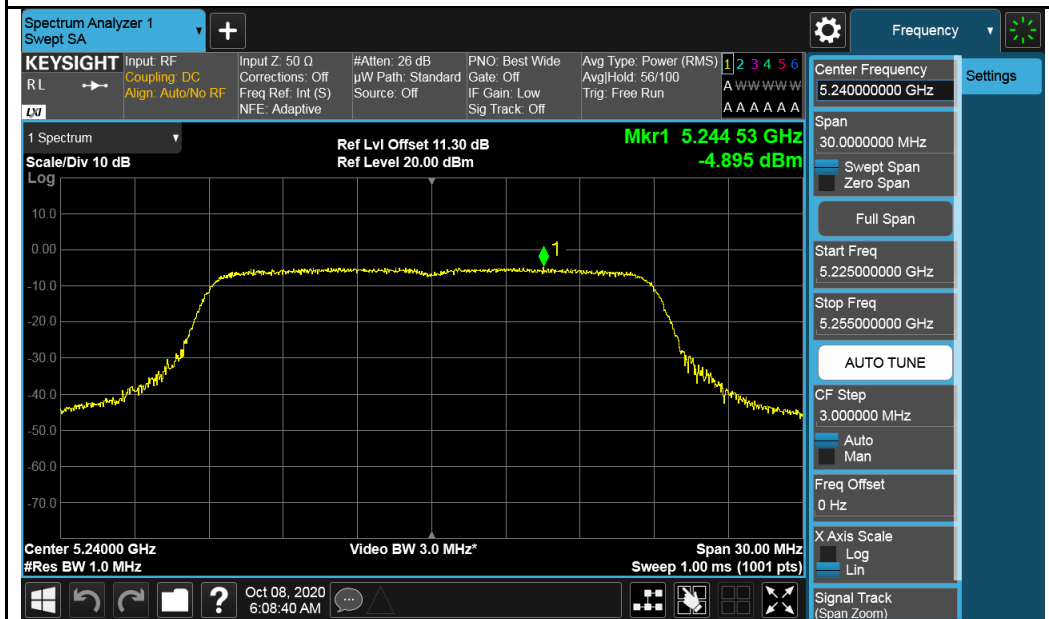 Spectrum Analyzer 1
Swept SA
+
Frequency
KEYSIGHT
R L
LXI
Input: RF
Coupling: DC
Align: Auto/No RF
Input Z: 50 Ω
Corrections: Off
Freq Ref: Int (S)
NFE: Adaptive
#Atten: 26 dB
µW Path: Standard
Source: Off
PNO: Best Wide
Gate: Off
IF Gain: Low
Sig Track: Off
Avg Type: Power (RMS)
Avg|Hold: 56/100
Trig: Free Run
1 2 3 4 5 6
A W W W W W
A A A A A A
1 Spectrum
Scale/Div 10 dB
Log
Ref Lvl Offset 11.30 dB
Ref Level 20.00 dBm
Mkr1 5.244 53 GHz
-4.895 dBm
10.0
0.00
-10.0
-20.0
-30.0
-40.0
-50.0
-60.0
-70.0
1
Center 5.24000 GHz
#Res BW 1.0 MHz
Video BW 3.0 MHz*
Span 30.00 MHz
Sweep 1.00 ms (1001 pts)
?
Oct 08, 2020
6:08:40 AM
Center Frequency
5.240000000 GHz
Settings
Span
30.0000000 MHz
Swept Span
Zero Span
Full Span
Start Freq
5.225000000 GHz
Stop Freq
5.255000000 GHz
AUTO TUNE
CF Step
3.000000 MHz
Auto
Man
Freq Offset
0 Hz
X Axis Scale
Log
Lin
Signal Track
(Span Zoom)